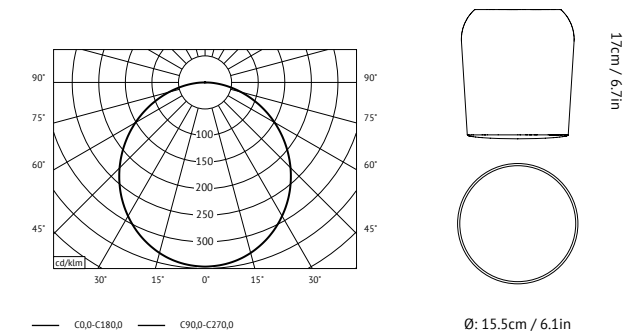 90° 90°
75° 75°
60° 60°
45° 45°
100
150
200
250
300
cd/klm
30° 15° 0° 15° 30°
C0,0-C180,0 C90,0-C270,0
17cm / 6.7in
Ø: 15.5cm / 6.1in